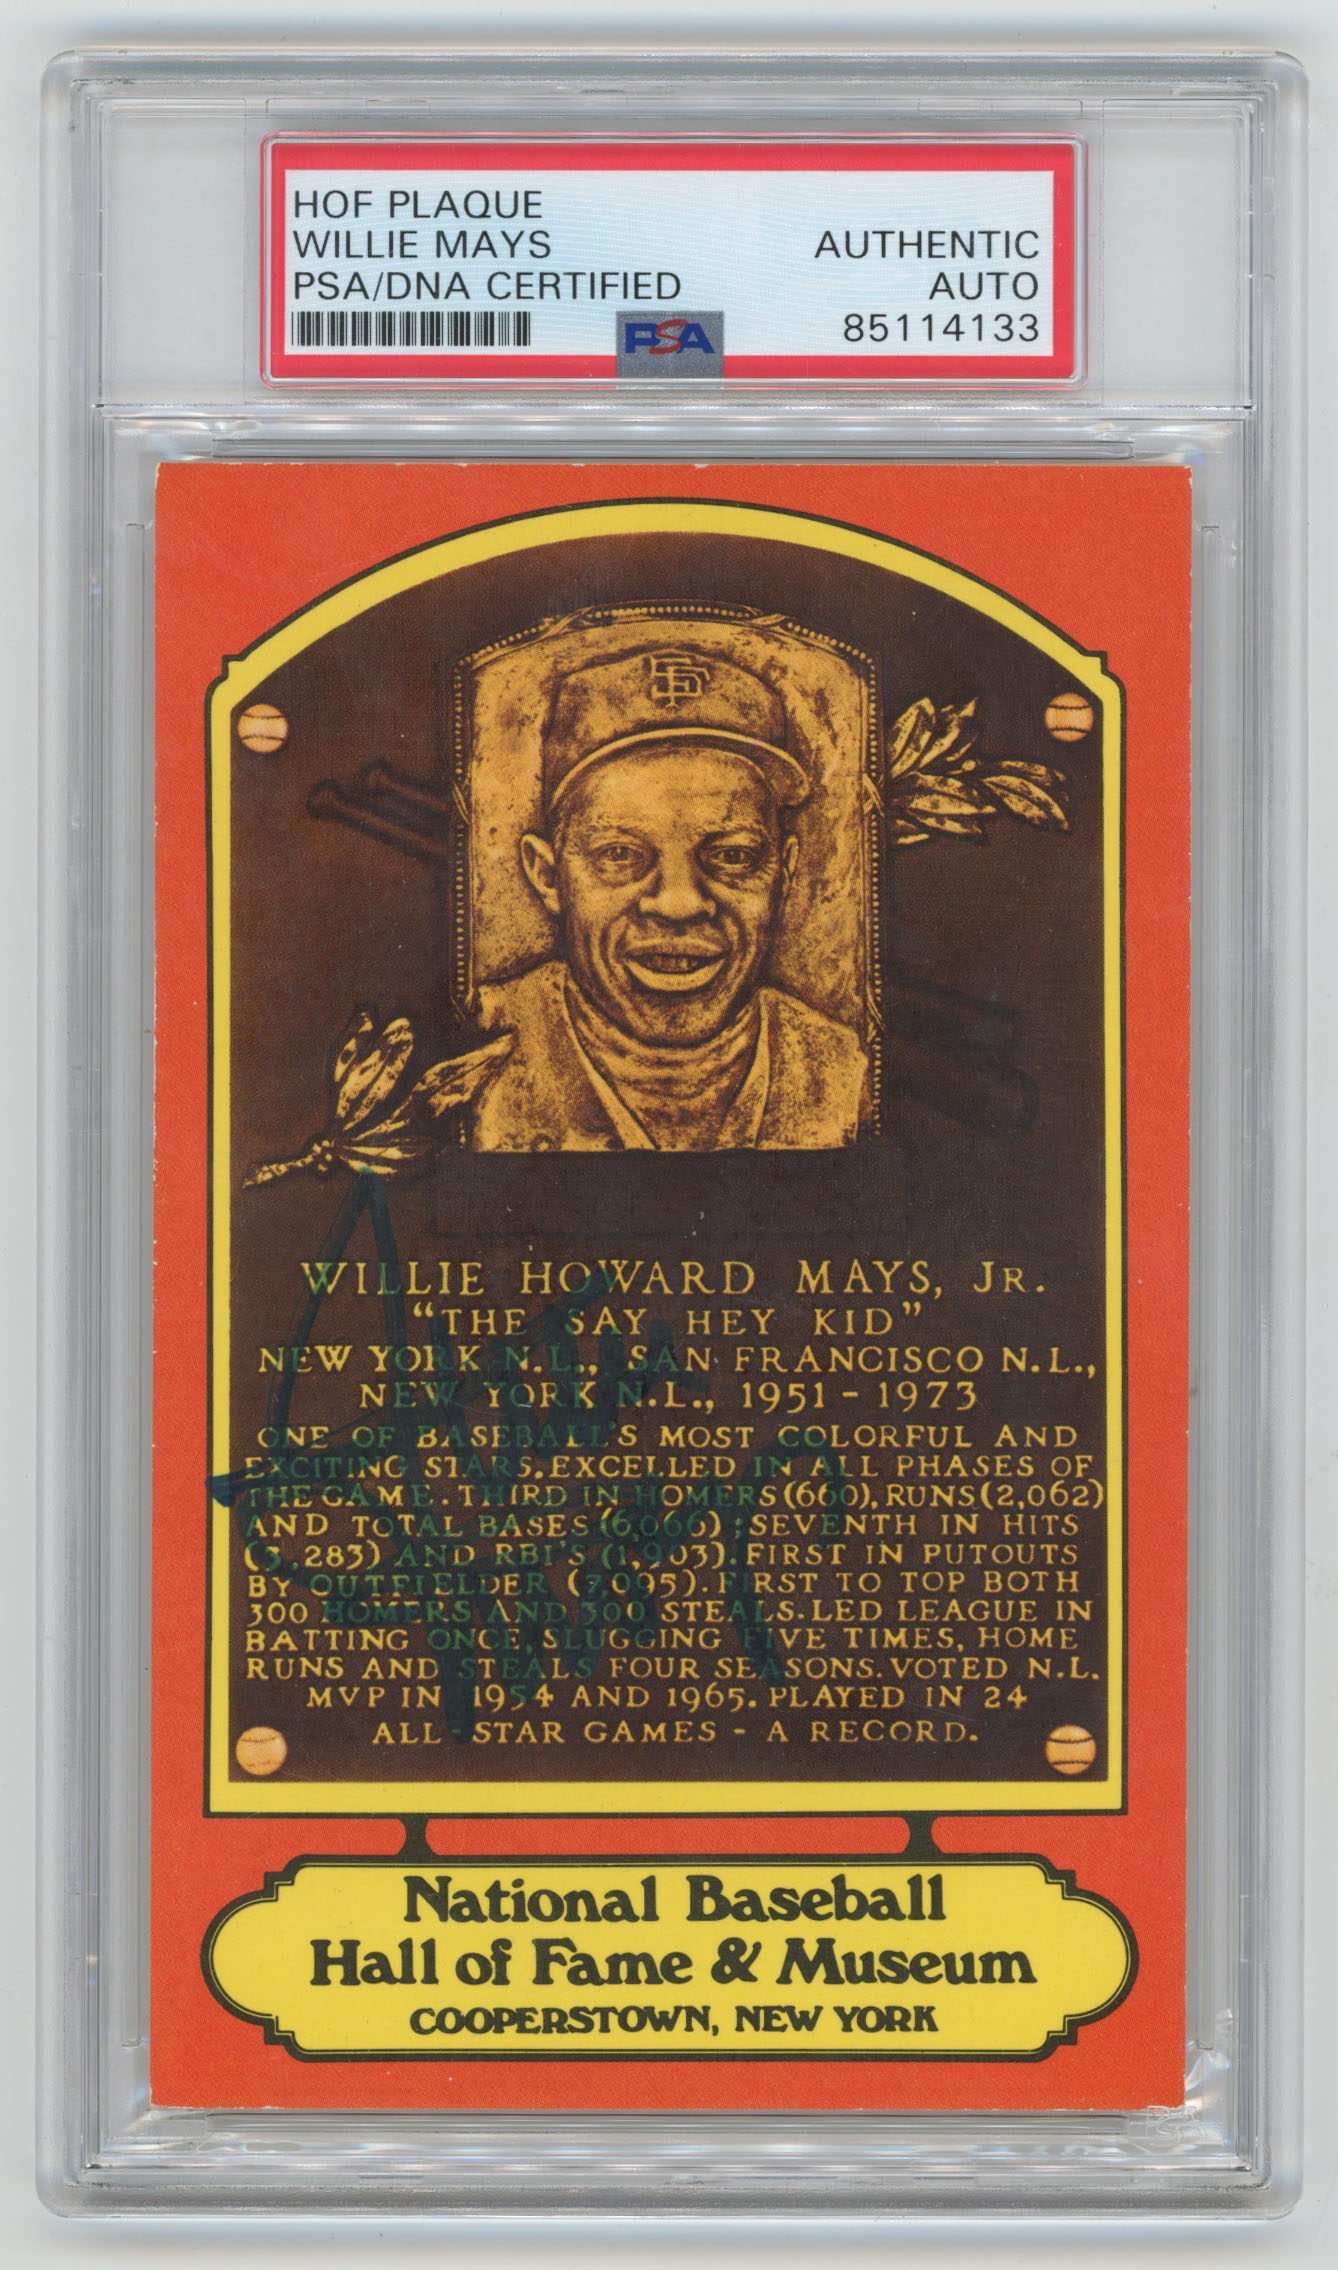 HOF PLAQUE
WILLIE MAYS
PSA/DNA CERTIFIED
AUTHENTIC
AUTO
85114133
PSA
SF
WILLIE HOWARD MAYS, JR.
"THE SAY HEY KID"
NEW YORK N.L., SAN FRANCISCO N.L.,
NEW YORK N.L., 1951 - 1973
ONE OF BASEBALL'S MOST COLORFUL AND
EXCITING STARS. EXCELLED IN ALL PHASES OF
THE GAME. THIRD IN HOMERS (660), RUNS (2,062)
AND TOTAL BASES (6,066); SEVENTH IN HITS
(3,283) AND RBI'S (1,903). FIRST IN PUTOUTS
BY OUTFIELDER (7,095). FIRST TO TOP BOTH
300 HOMERS AND 300 STEALS. LED LEAGUE IN
BATTING ONCE, SLUGGING FIVE TIMES, HOME
RUNS AND STEALS FOUR SEASONS. VOTED N.L.
MVP IN 1954 AND 1965. PLAYED IN 24
ALL-STAR GAMES - A RECORD.
National Baseball
Hall of Fame & Museum
COOPERSTOWN, NEW YORK